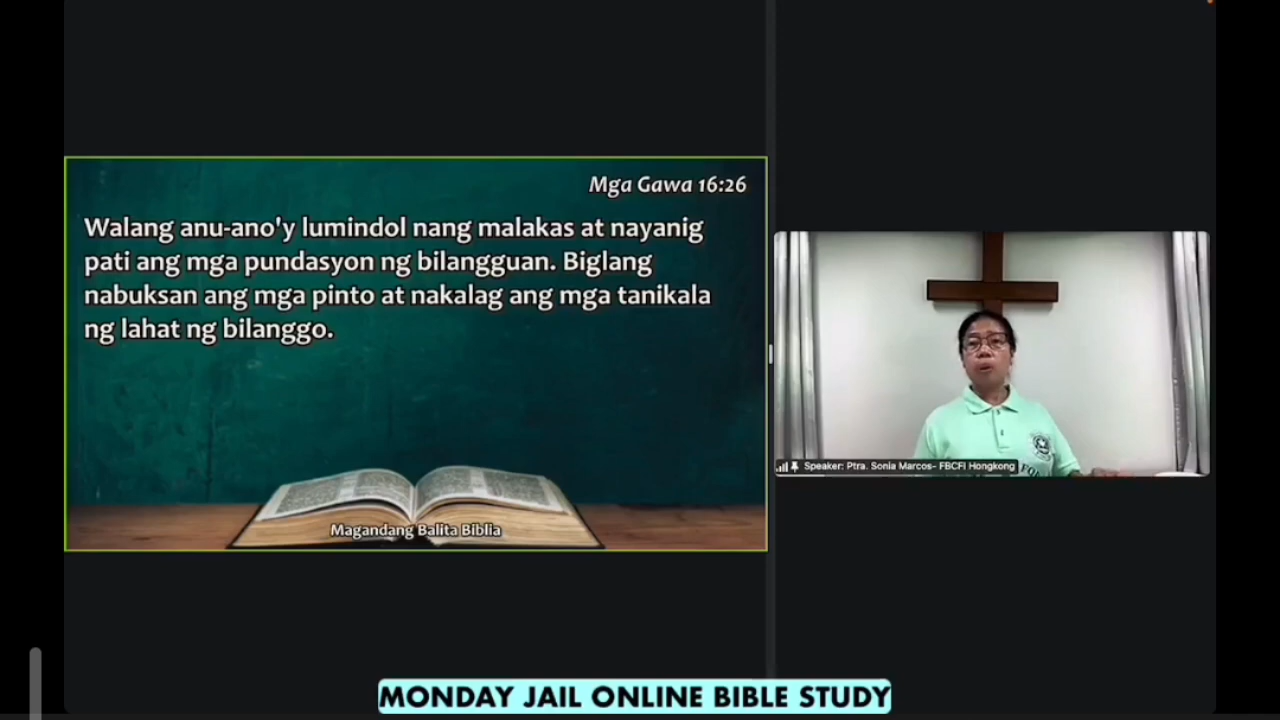 Mga Gawa 16:26
Walang anu-ano'y lumindol nang malakas at nayanig
pati ang mga pundasyon ng bilangguan. Biglang
nabuksan ang mga pinto at nakalag ang mga tanikala
ng lahat ng bilanggo.
Magandang Balita Biblia
Speaker: Ptra. Sonia Marcos- FBCFI Hongkong
MONDAY JAIL ONLINE BIBLE STUDY